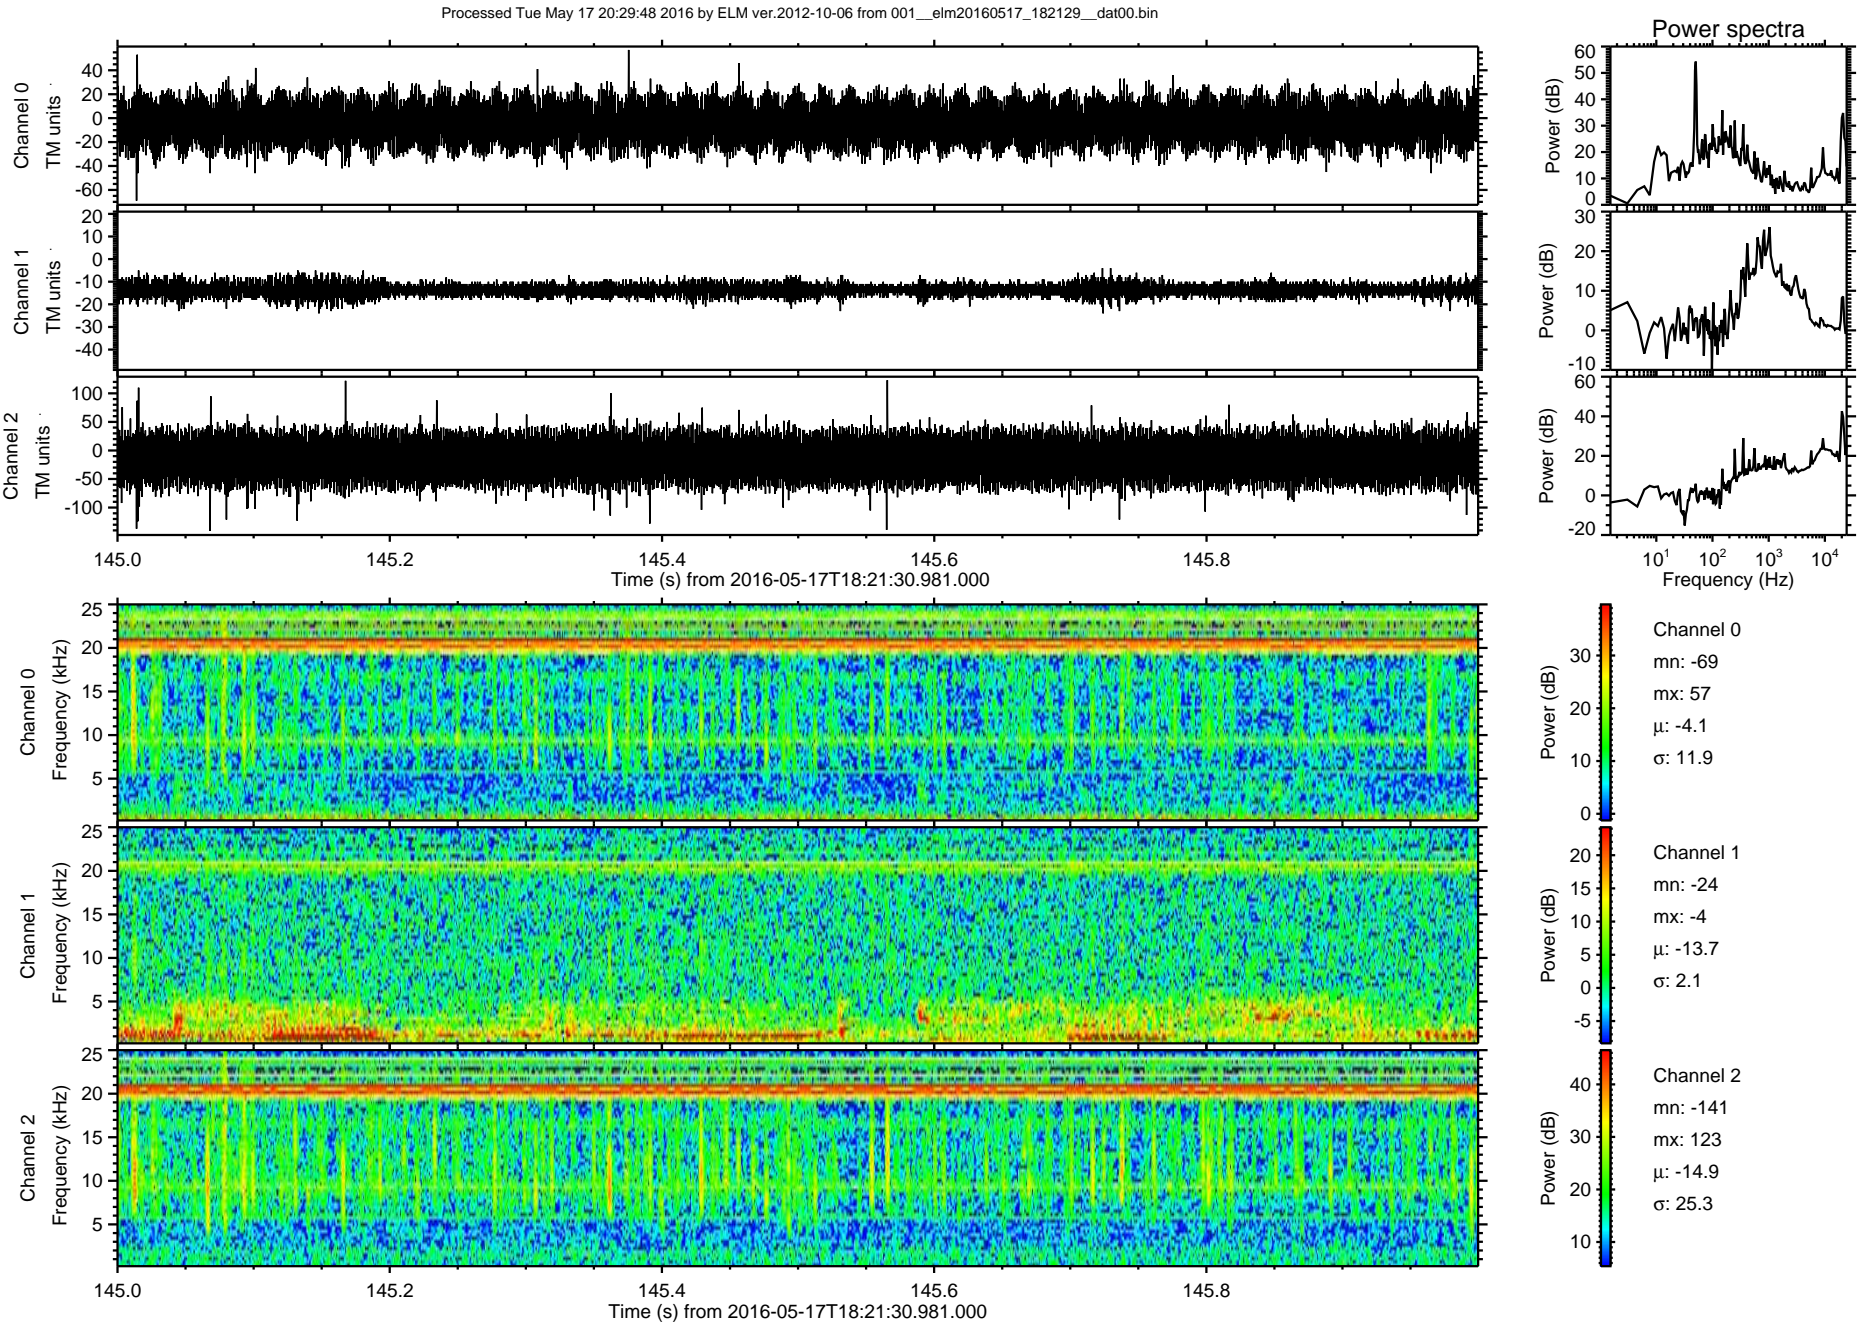 Processed Tue May 17 20:29:48 2016 by ELM ver.2012-10-06 from 001__elm20160517_182129__dat00.bin
Power spectra
Channel 0
TM units
40
20
0
-20
-40
-60
Power (dB)
60
50
40
30
20
10
0
Channel 1
TM units
20
10
0
-10
-20
-30
-40
Power (dB)
30
20
10
0
-10
Channel 2
TM units
100
50
0
-50
-100
Power (dB)
60
40
20
0
-20
145.0 145.2 145.4 145.6 145.8
Time (s) from 2016-05-17T18:21:30.981.000
10¹ 10² 10³ 10⁴
Frequency (Hz)
Channel 0
Frequency (kHz)
25
20
15
10
5
Power (dB)
30
20
10
0
Channel 0
mn: -69
mx: 57
μ: -4.1
σ: 11.9
Channel 1
Frequency (kHz)
25
20
15
10
5
Power (dB)
20
15
10
5
0
-5
Channel 1
mn: -24
mx: -4
μ: -13.7
σ: 2.1
Channel 2
Frequency (kHz)
25
20
15
10
5
Power (dB)
40
30
20
10
Channel 2
mn: -141
mx: 123
μ: -14.9
σ: 25.3
145.0 145.2 145.4 145.6 145.8
Time (s) from 2016-05-17T18:21:30.981.000